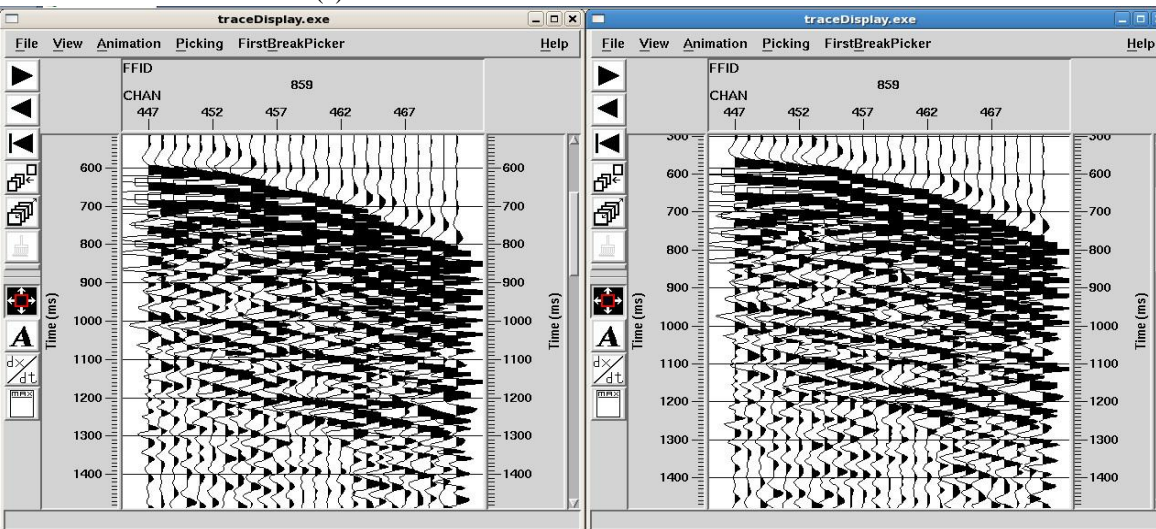 traceDisplay.exe
File View Animation Picking FirstBreakPicker Help
FFID
859
CHAN
447 452 457 462 467
600 600
700 700
800 800
900 900
1000 1000
1100 1100
1200 1200
1300 1300
1400 1400
Time (ms) Time (ms)
A
dx/dt
max
traceDisplay.exe
File View Animation Picking FirstBreakPicker Help
FFID
859
CHAN
447 452 457 462 467
500 500
600 600
700 700
800 800
900 900
1000 1000
1100 1100
1200 1200
1300 1300
1400 1400
Time (ms) Time (ms)
A
dx/dt
max